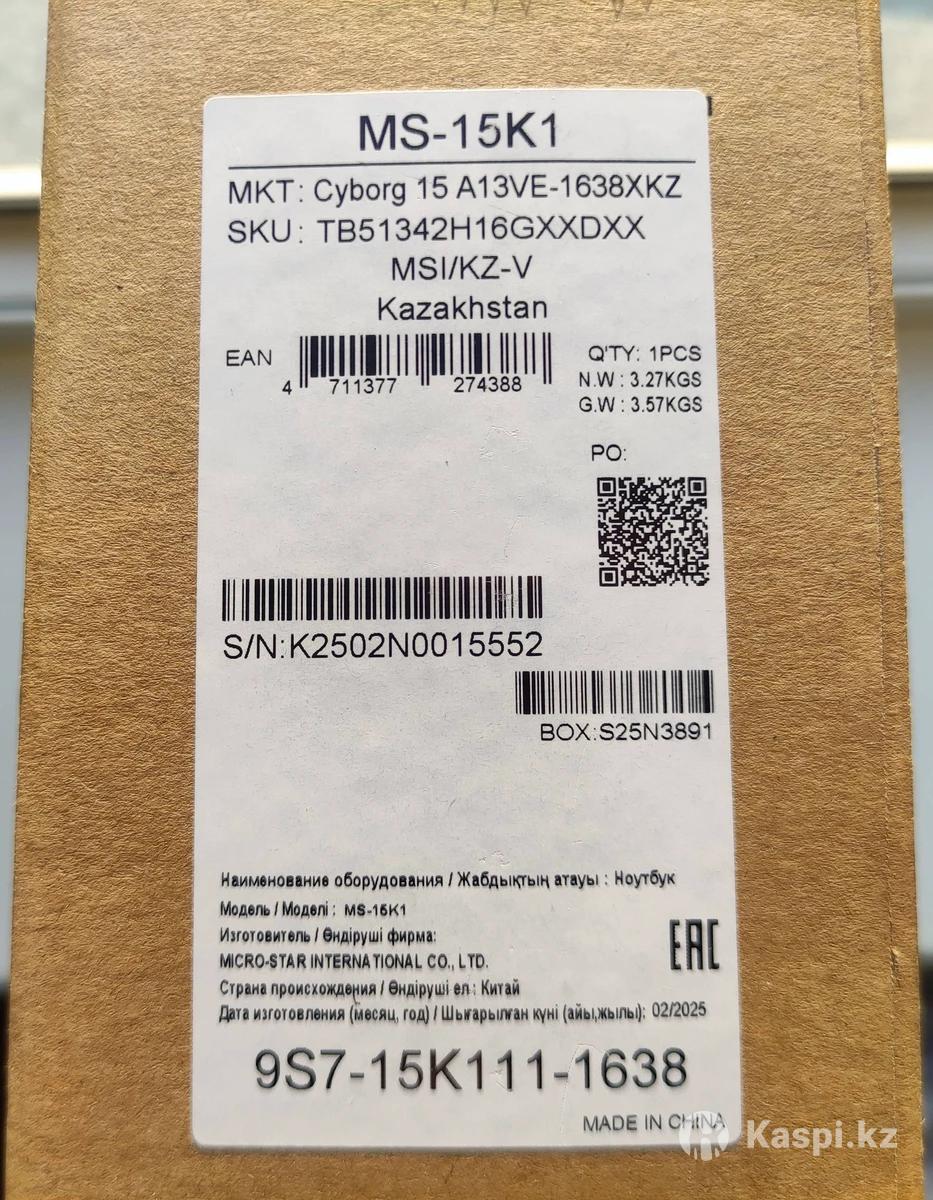 MS-15K1
MKT: Cyborg 15 A13VE-1638XKZ
SKU: TB51342H16GXXDXX
MSI/KZ-V
Kazakhstan
EAN
4 711377 274388
Q'TY: 1PCS
N.W : 3.27KGS
G.W : 3.57KGS
PO:
S/N:K2502N0015552
BOX:S25N3891
Наименование оборудования / Жабдықтың атауы : Ноутбук
Модель / Моделі : MS-15K1
Изготовитель / Өндіруші фирма:
MICRO-STAR INTERNATIONAL CO., LTD.
Страна происхождения / Өндіруші ел : Китай
Дата изготовления (месяц, год) / Шығарылған күні (айы,жылы): 02/2025
EAC
9S7-15K111-1638
MADE IN CHINA
Kaspi.kz